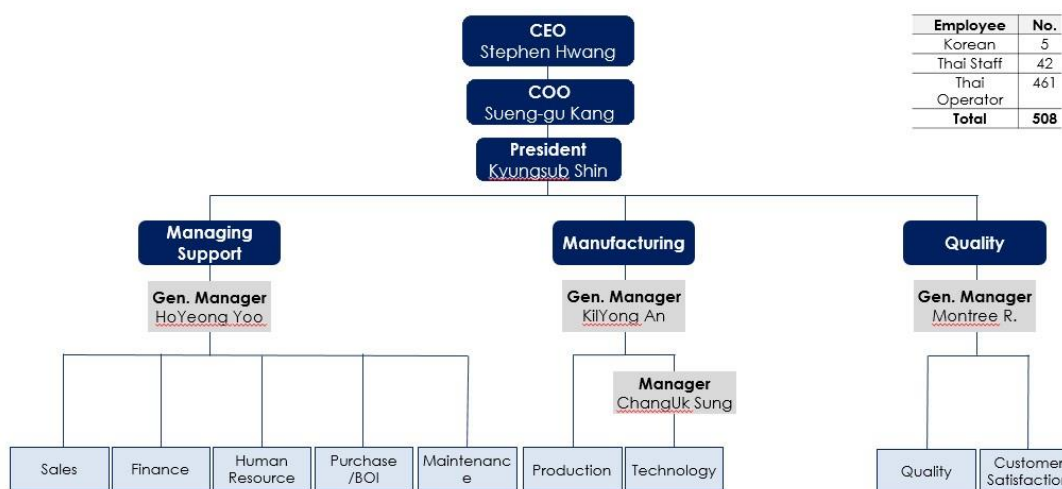 CEO
Stephen Hwang
Employee No.
Korean 5
Thai Staff 42
Thai
Operator 461
Total 508
COO
Sueng-gu Kang
President
Kyungsub Shin
Managing
Support
Manufacturing
Quality
Gen. Manager
HoYeong Yoo
Gen. Manager
KilYong An
Gen. Manager
Montree R.
Manager
ChangUk Sung
Sales
Finance
Human
Resource
Purchase
/BOI
Maintenanc
e
Production
Technology
Quality
Customer
Satisfaction